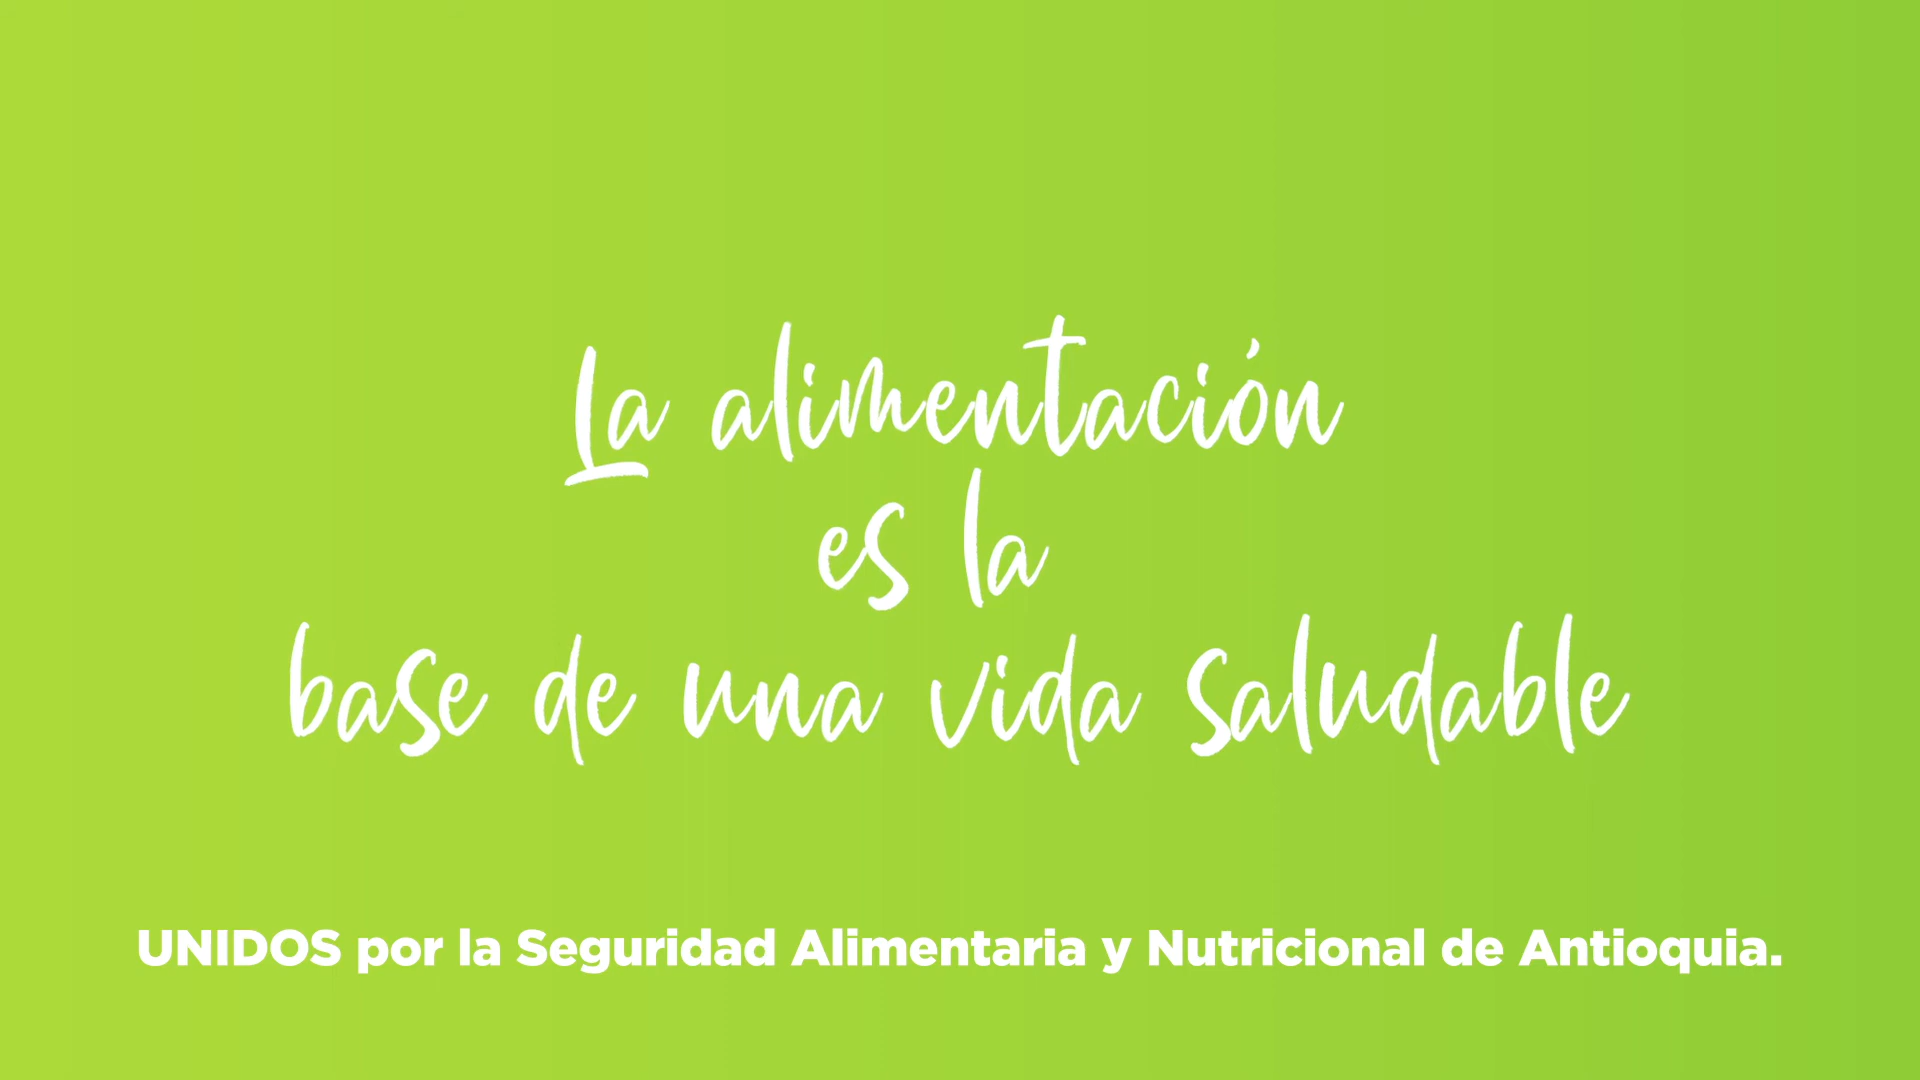 La alimentación
es la
base de una vida saludable
UNIDOS por la Seguridad Alimentaria y Nutricional de Antioquia.